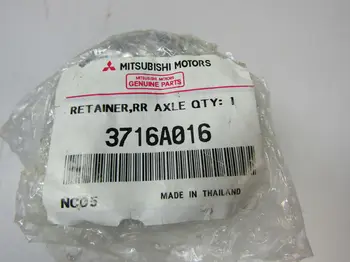 MITSUBISHI MOTORS
MITSUBISHI MOTORS
GENUINE PARTS
RETAINER,RR AXLE QTY: 1
3716A016
NC05
MADE IN THAILAND